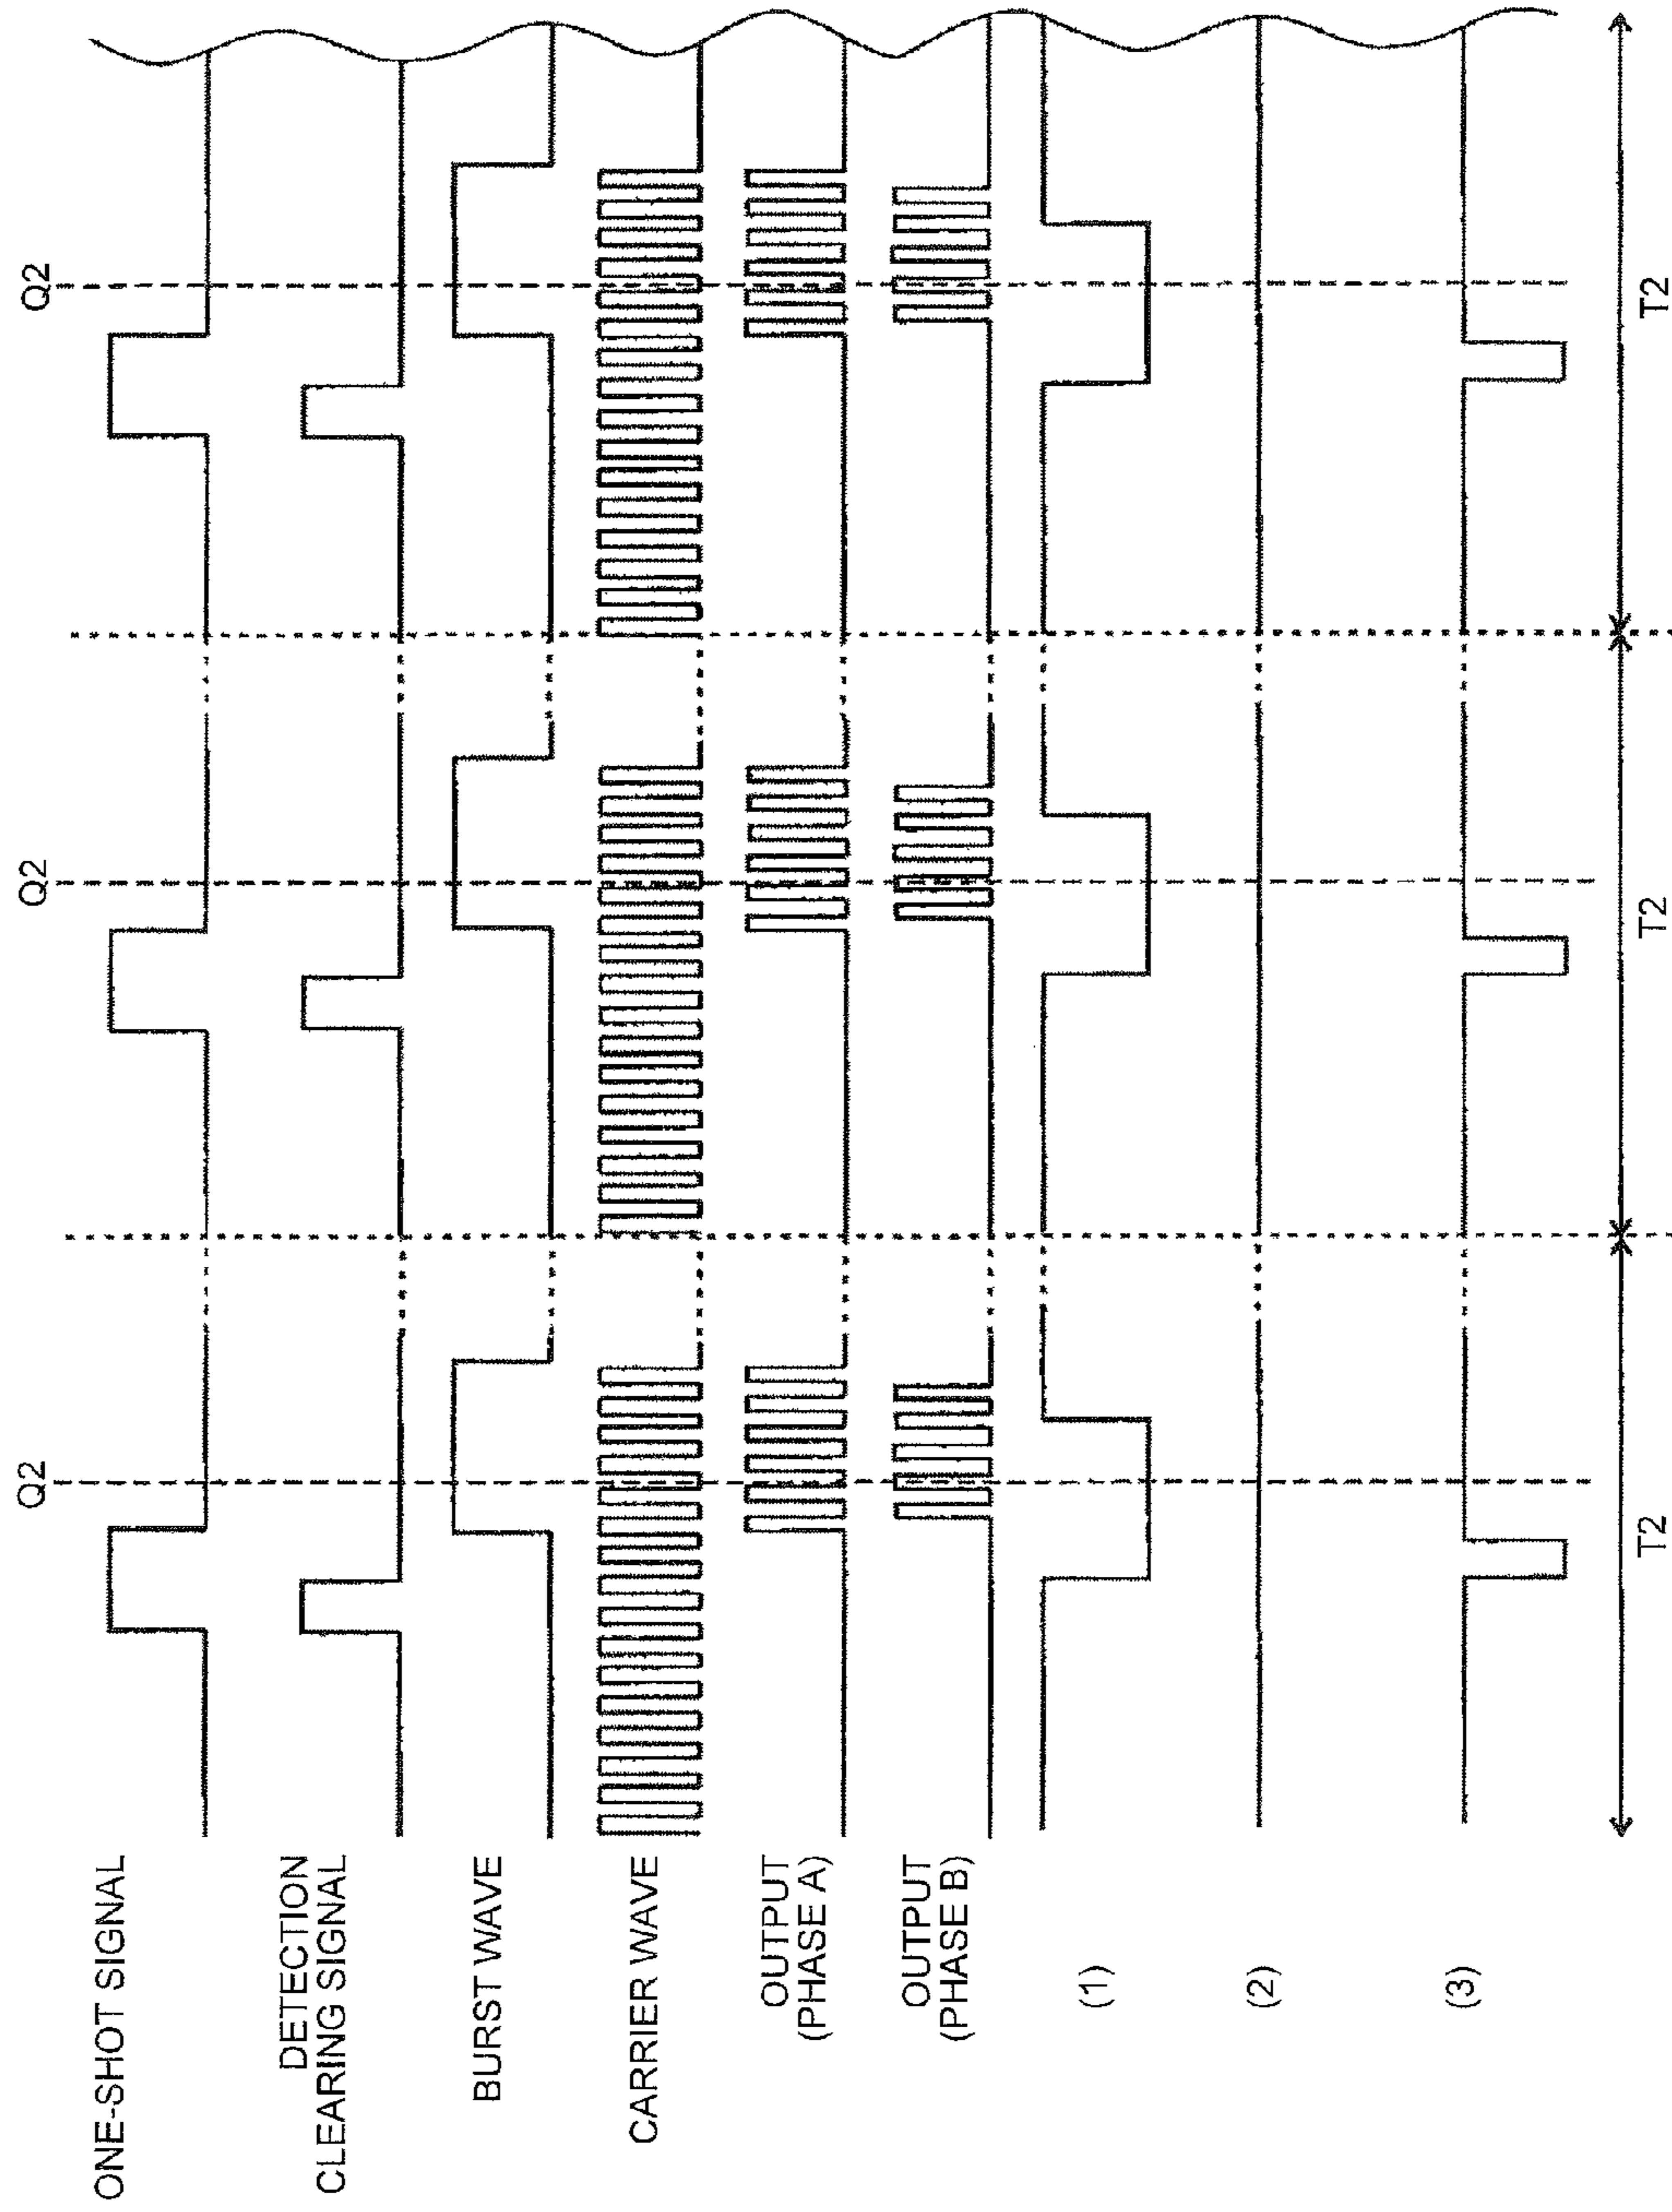 Q2
Q2
Q2
ONE-SHOT SIGNAL
DETECTION
CLEARING SIGNAL
BURST WAVE
CARRIER WAVE
OUTPUT
(PHASE A)
OUTPUT
(PHASE B)
(1)
(2)
(3)
T2
T2
T2